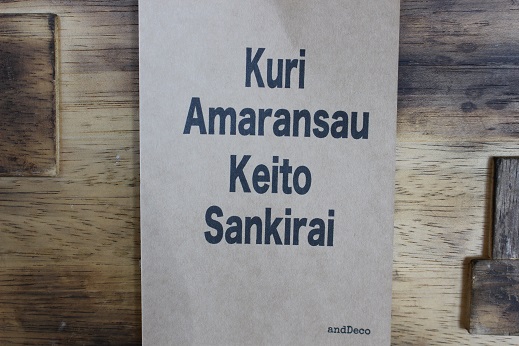 Kuri
Amaransau
Keito
Sankirai
andDeco